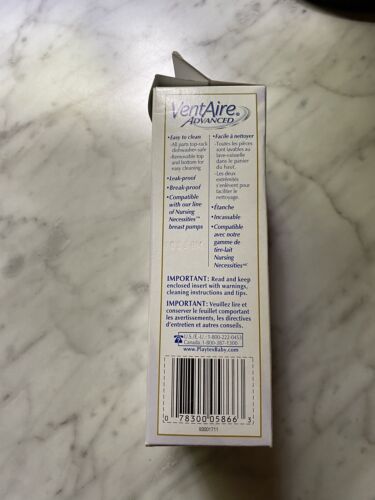 VentAire®
ADVANCED
•Easy to clean
-All parts top-rack
dishwasher-safe
-Removable top
and bottom for
easy cleaning
•Leak-proof
•Break-proof
•Compatible
with our line
of Nursing
Necessities™
breast pumps
•Facile à nettoyer
-Toutes les pièces
sont lavables au
lave-vaisselle
dans le panier
du haut.
-Les deux
extrémités
s'enlèvent pour
faciliter le
nettoyage.
•Étanche
•Incassable
•Compatible
avec notre
gamme de
tire-lait
Nursing
NecessitiesMC
IMPORTANT: Read and keep
enclosed insert with warnings,
cleaning instructions and tips.
IMPORTANT: Veuillez lire et
conserver le feuillet comportant
les avertissements, les directives
d'entretien et autres conseils.
U.S./É.-U.:1-800-222-0453
Canada:1-800-387-1300
www.PlaytexBaby.com
0 78300 05866 3